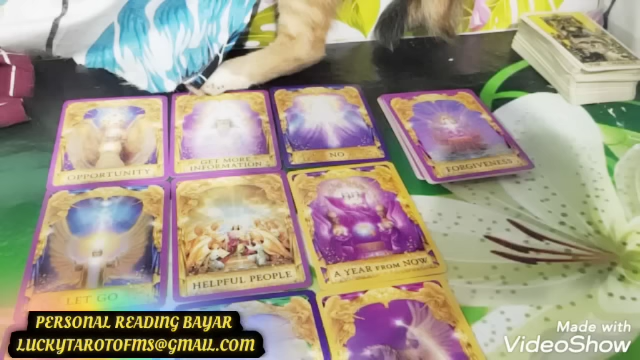 OPPORTUNITY
GET MORE
INFORMATION
NO
FORGIVENESS
LET GO
HELPFUL PEOPLE
A YEAR FROM NOW
PERSONAL READING BAYAR
LUCKYTAROTOFMS@GMAIL.COM
Made with
VideoShow